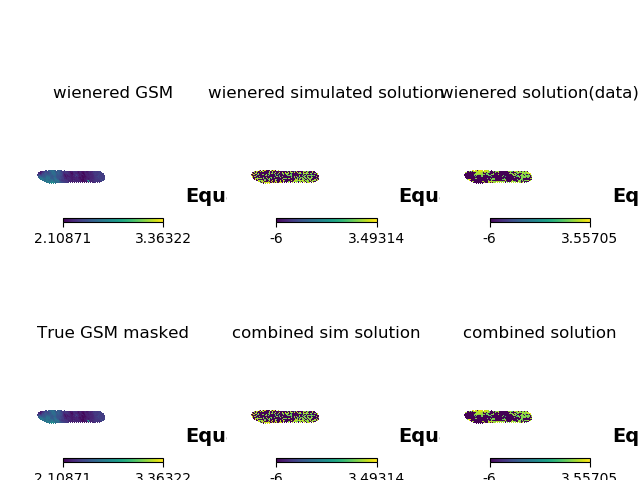 wienered GSM
wienered simulated solution
wienered solution(data)
Equ
Equ
Eq
2.10871 3.36322
-6 3.49314
-6 3.55705
True GSM masked
combined sim solution
combined solution
Equ
Equ
Eq
2.10871 3.36322
-6 3.49314
-6 3.55705